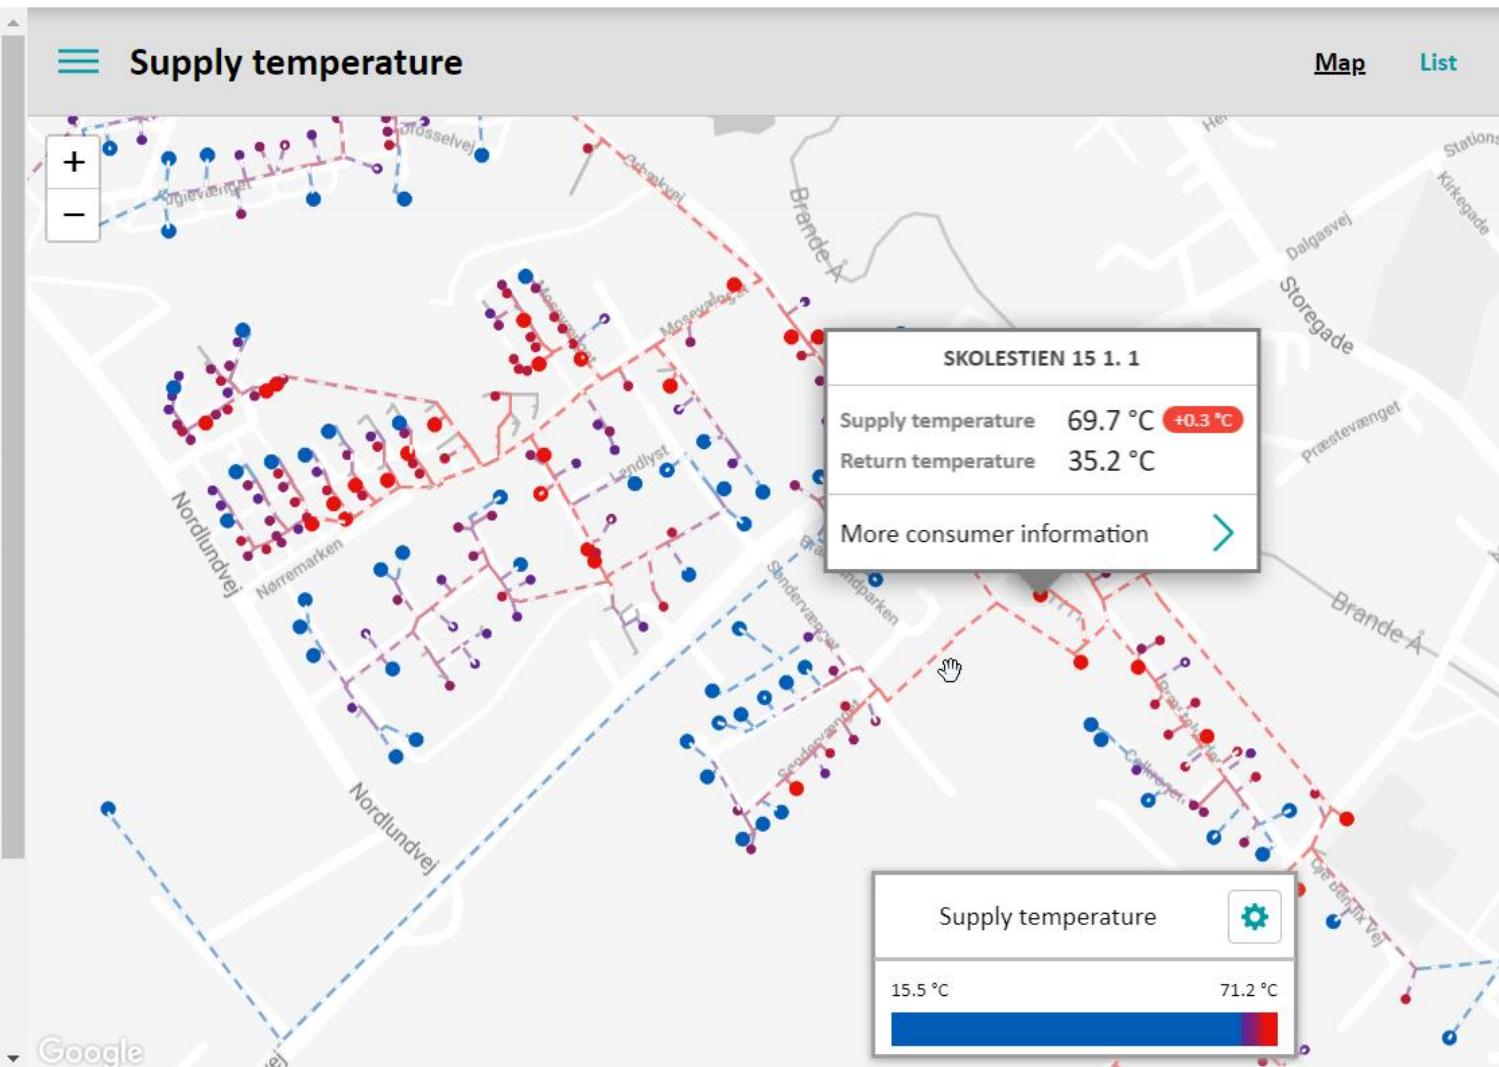 Supply temperature
Map
List
+
−
Stations
Kirkegade
Dalgasvej
Brande Å
Storegade
Mosevænget
Mosevænget
SKOLESTIEN 15 1. 1
Supply temperature 69.7 °C +0.3 °C
Return temperature 35.2 °C
More consumer information
Præstevænget
Landlyst
Nordlundvej
Nørremarken
Søndervænget
Brande Å
Søndervænget
Nordlundvej
Supply temperature
15.5 °C 71.2 °C
Google